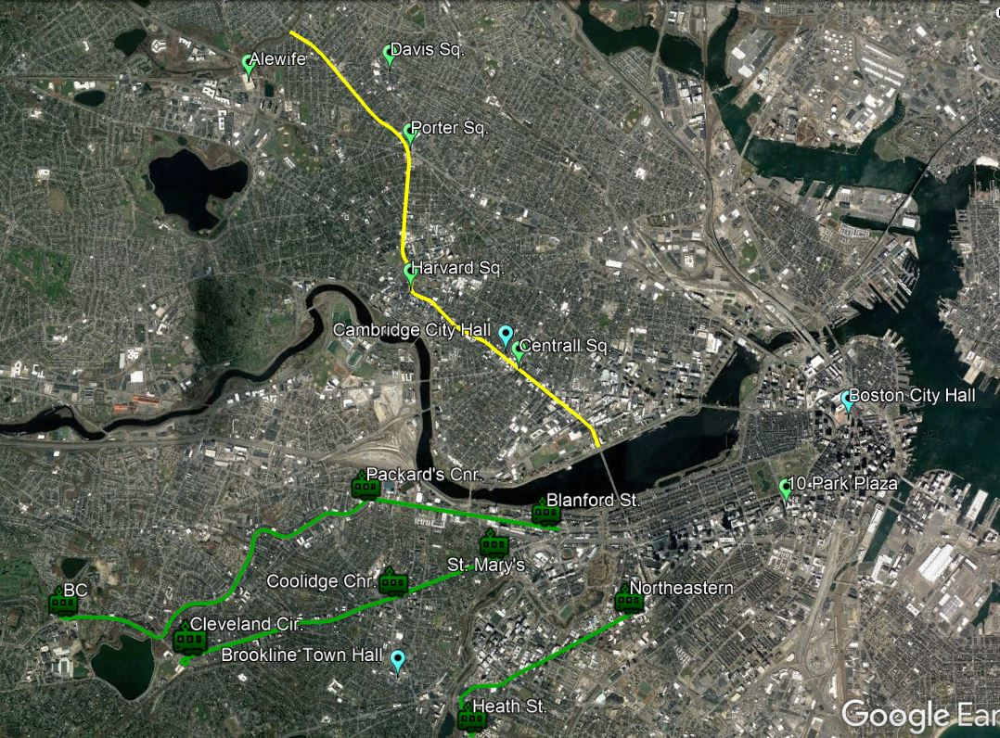 Davis Sq.
Alewife
Porter Sq.
Harvard Sq.
Cambridge City Hall
Centrall Sq.
Boston City Hall
Packard's Cnr.
10 Park Plaza
Blanford St.
St. Mary's
Coolidge Chr.
BC
Northeastern
Cleveland Cir.
Brookline Town Hall
Heath St.
Google Ear